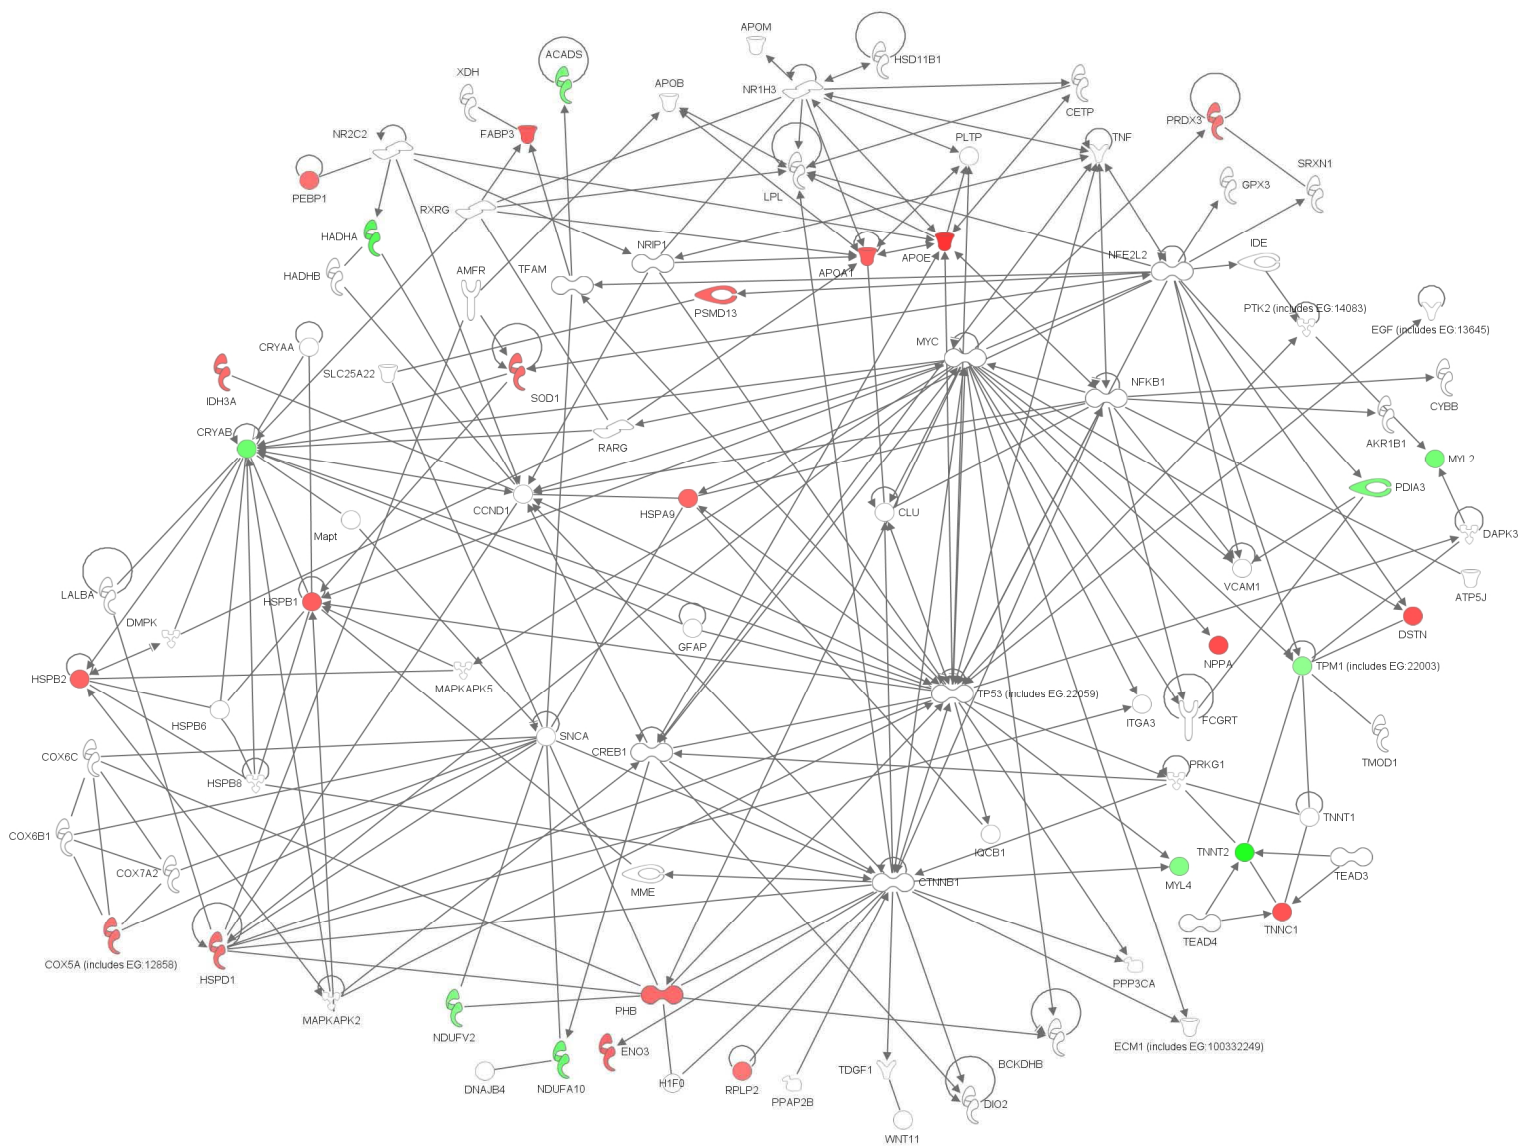 APOM
ACADS
HSD11B1
XDH
APOB
NR1H3
CETP
PRDX3
NR2C2
FABP3
PLTP
TNF
SRXN1
PEBP1
LPL
GPX3
RXRG
HADHA
NRIP1
IDE
HADHB
AMFR
TFAM
APOA1
APOE
NFE2L2
PSMD13
PTK2 (includes EG:14083)
EGF (includes EG:13645)
CRYAA
MYC
SLC25A22
NFKB1
IDH3A
SOD1
CYBB
CRYAB
RARG
AKR1B1
MYL2
PDIA3
CCND1
HSPA9
CLU
Mapt
DAPK3
VCAM1
LALBA
HSPB1
ATP5J
DMPK
DSTN
GFAP
NPPA
HSPB2
MAPKAPK5
TPM1 (includes EG:22003)
TP53 (includes EG:22059)
HSPB6
ITGA3
FCGRT
SNCA
CREB1
COX6C
TMOD1
HSPB8
PRKG1
COX6B1
TNNT1
IQCB1
TNNT2
COX7A2
MME
CTNNB1
MYL4
TEAD3
TEAD4
TNNC1
COX5A (includes EG:12858)
HSPD1
PPP3CA
MAPKAPK2
PHB
NDUFV2
ECM1 (includes EG:100332249)
ENO3
BCKDHB
TDGF1
DNAJB4
NDUFA10
H1F0
RPLP2
PPAP2B
DIO2
WNT11